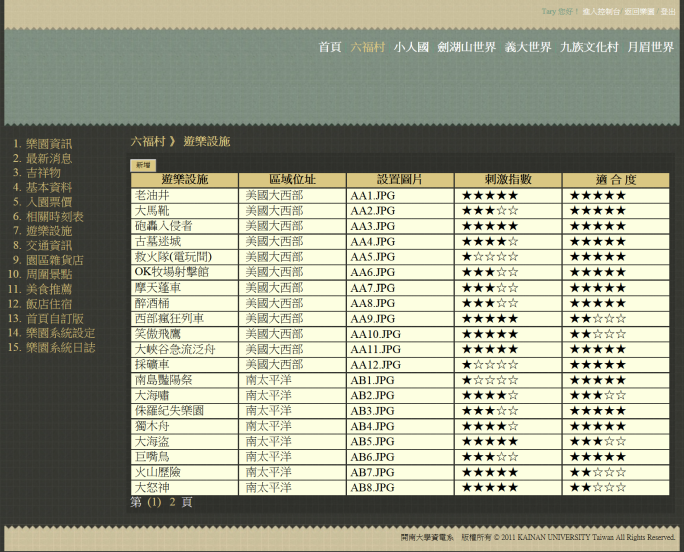 Tasy 您好！ 進入控制台 返回樂園 登出
首頁 六福村 小人國 劍湖山世界 義大世界 九族文化村 月眉世界
六福村 》 遊樂設施
1. 樂園資訊
2. 最新消息
3. 吉祥物
4. 基本資料
5. 入園票價
6. 相關時刻表
7. 遊樂設施
8. 交通資訊
9. 園區雜貨店
10. 周圍景點
11. 美食推薦
12. 飯店住宿
13. 首頁自訂版
14. 樂園系統設定
15. 樂園系統日誌
新增
遊樂設施 區域位址 設置圖片 刺激指數 適 合 度
老油井 美國大西部 AA1.JPG ★★★★★ ★★★★★
大馬靴 美國大西部 AA2.JPG ★★★☆☆ ★★★★★
砲轟入侵者 美國大西部 AA3.JPG ★★★★★ ★★★★★
古墓迷城 美國大西部 AA4.JPG ★★★★☆ ★★★★★
救火隊(電玩間) 美國大西部 AA5.JPG ★☆☆☆☆ ★★★★★
OK牧場射擊館 美國大西部 AA6.JPG ★★★☆☆ ★★★★★
摩天蓬車 美國大西部 AA7.JPG ★★★☆☆ ★★★★★
醉酒桶 美國大西部 AA8.JPG ★★★☆☆ ★★★★★
西部瘋狂列車 美國大西部 AA9.JPG ★★★★★ ★★☆☆☆
笑傲飛鷹 美國大西部 AA10.JPG ★★★★★ ★★☆☆☆
大峽谷急流泛舟 美國大西部 AA11.JPG ★★★★★ ★★★★★
採礦車 美國大西部 AA12.JPG ★☆☆☆☆ ★★★★★
南島豔陽祭 南太平洋 AB1.JPG ★☆☆☆☆ ★★★★★
大海嘯 南太平洋 AB2.JPG ★★★★☆ ★★★☆☆
侏羅紀失樂園 南太平洋 AB3.JPG ★★★☆☆ ★★★★★
獨木舟 南太平洋 AB4.JPG ★★★★☆ ★★★★★
大海盜 南太平洋 AB5.JPG ★★★★★ ★★★☆☆
巨嘴鳥 南太平洋 AB6.JPG ★★★☆☆ ★★★★★
火山歷險 南太平洋 AB7.JPG ★★★★★ ★★☆☆☆
大怒神 南太平洋 AB8.JPG ★★★★★ ★★☆☆☆
第 (1) 2 頁
開南大學資電系 版權所有 © 2011 KAINAN UNIVERSITY Taiwan All Rights Reserved.